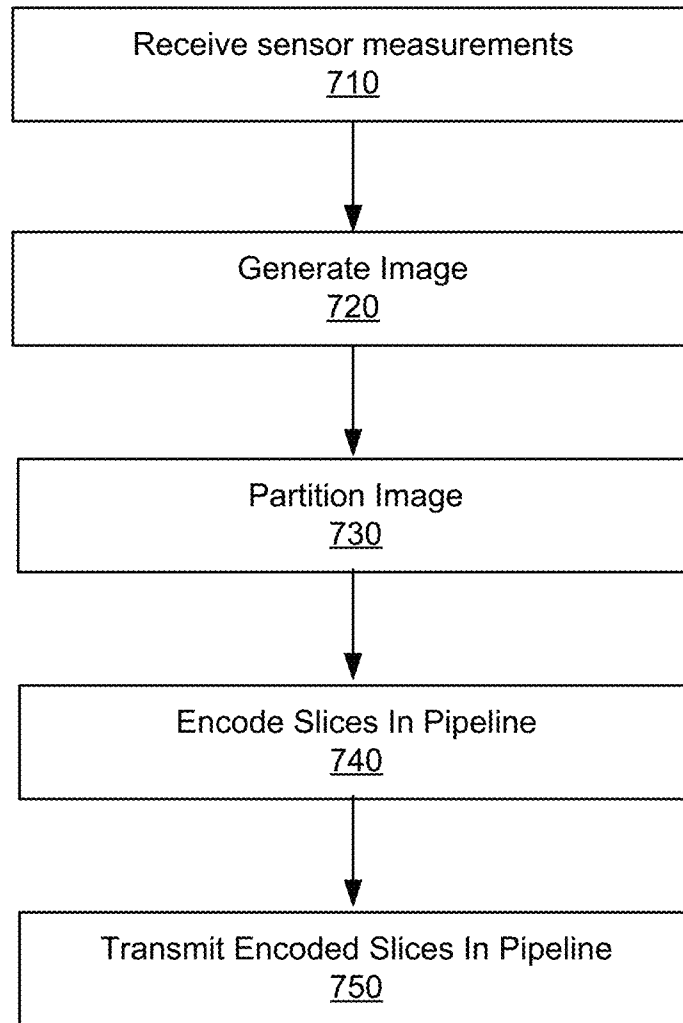 Receive sensor measurements
710
Generate Image
720
Partition Image
730
Encode Slices In Pipeline
740
Transmit Encoded Slices In Pipeline
750